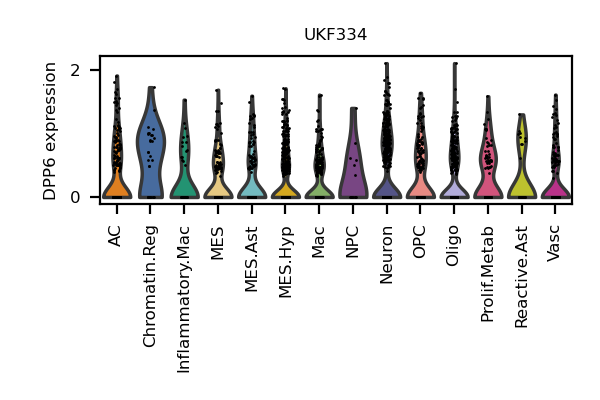 UKF334
DPP6 expression
2
0
AC
Chromatin.Reg
Inflammatory.Mac
MES
MES.Ast
MES.Hyp
Mac
NPC
Neuron
OPC
Oligo
Prolif.Metab
Reactive.Ast
Vasc